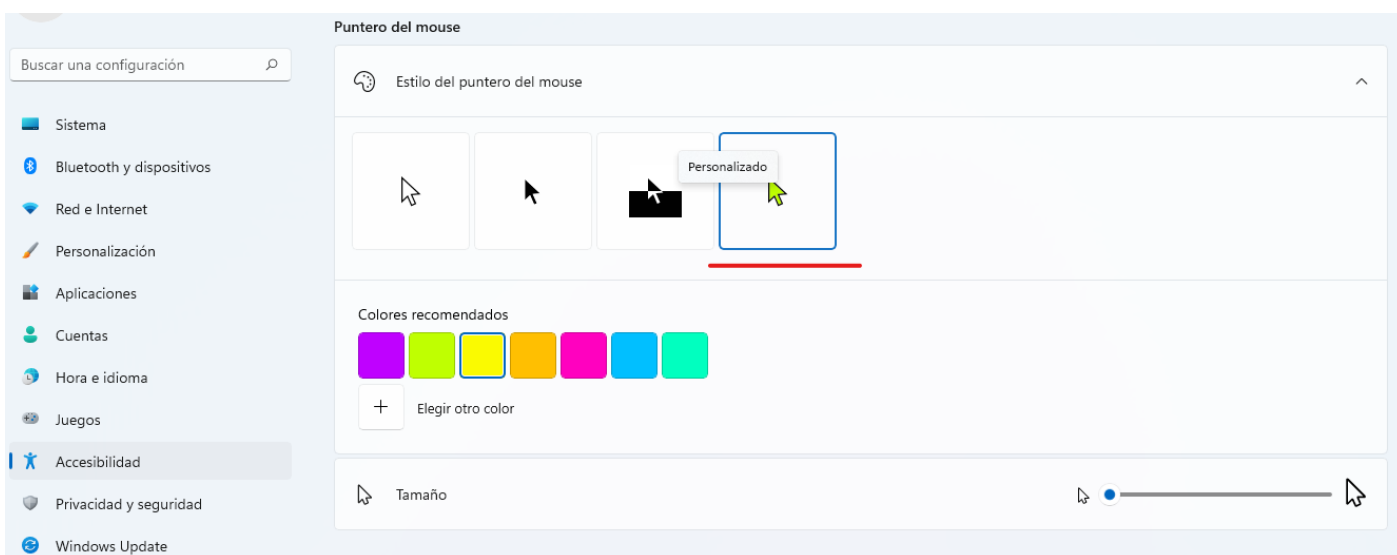 Puntero del mouse
Buscar una configuración
Estilo del puntero del mouse
Sistema
Bluetooth y dispositivos
Personalizado
Red e Internet
Personalización
Aplicaciones
Colores recomendados
Cuentas
Hora e idioma
Elegir otro color
Juegos
Accesibilidad
Tamaño
Privacidad y seguridad
Windows Update